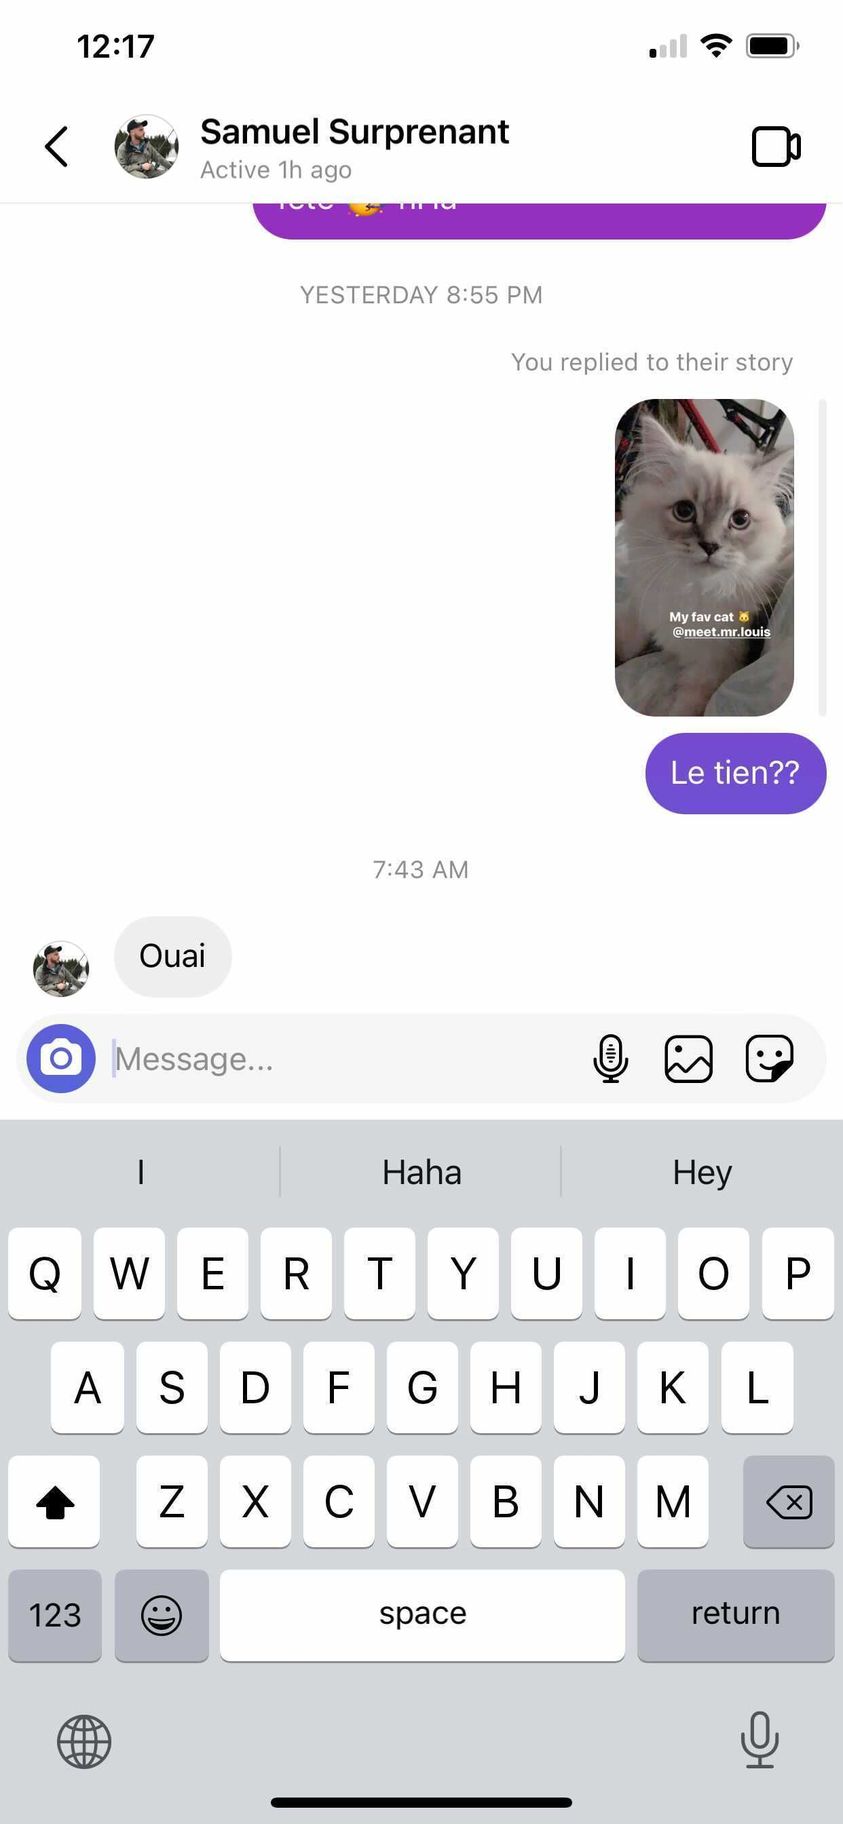 12:17
Samuel Surprenant
Active 1h ago
YESTERDAY 8:55 PM
You replied to their story
My fav cat 🐱
@meet.mr.louis
Le tien??
7:43 AM
Ouai
Message...
I Haha Hey
Q W E R T Y U I O P
A S D F G H J K L
Z X C V B N M
123 space return